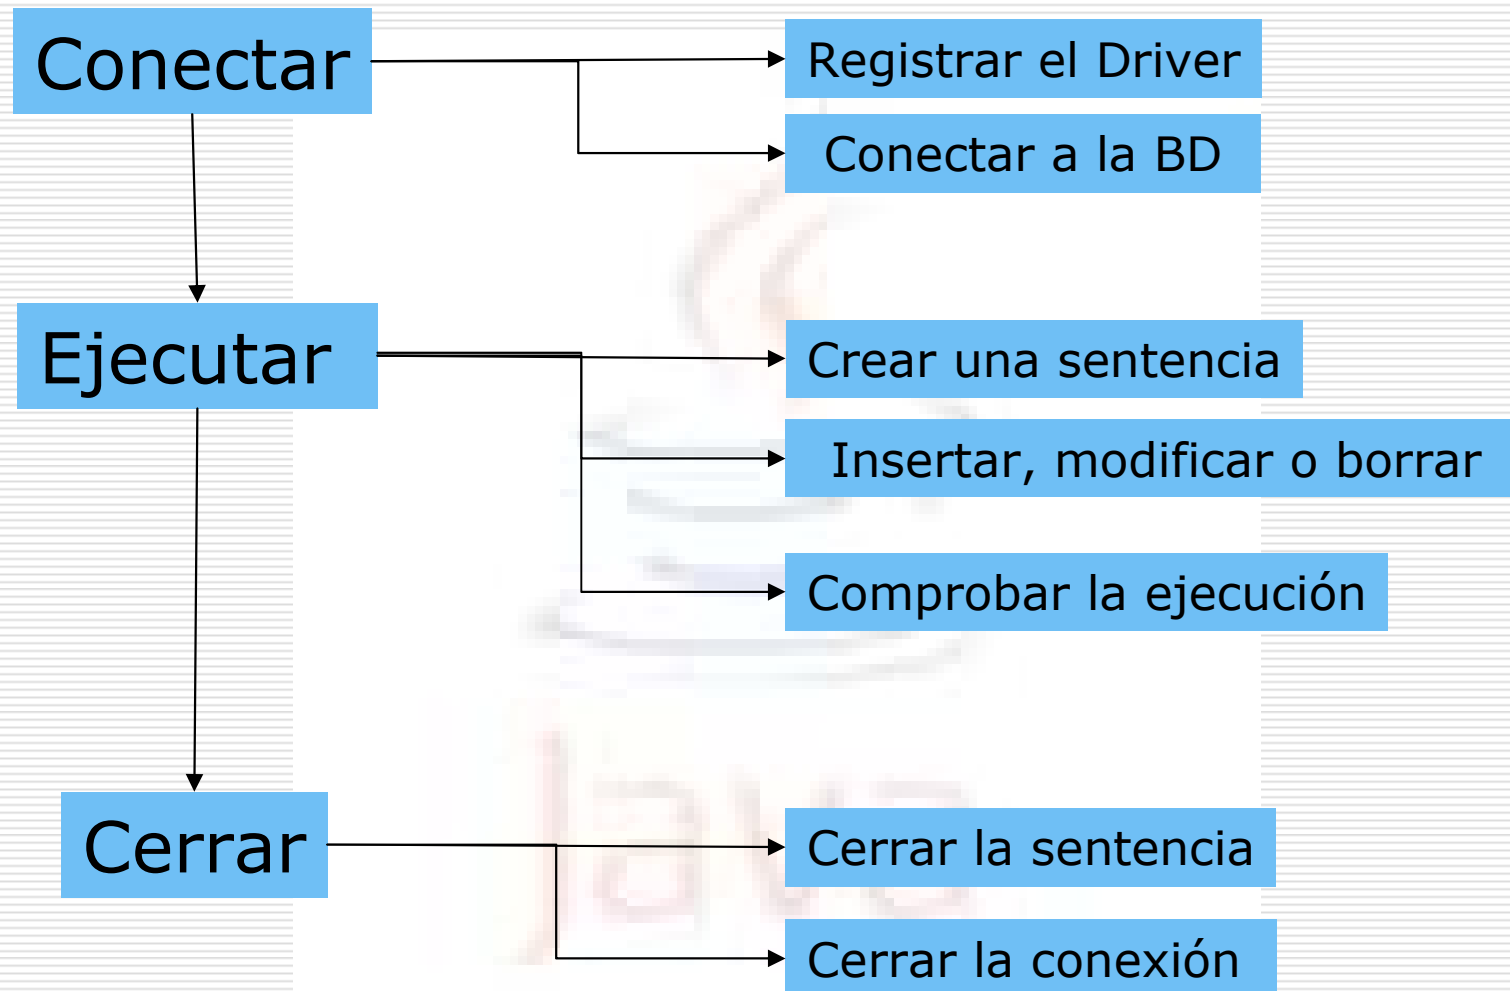 Conectar
Registrar el Driver
Conectar a la BD
Ejecutar
Crear una sentencia
Insertar, modificar o borrar
Comprobar la ejecución
Cerrar
Cerrar la sentencia
Cerrar la conexión
Java